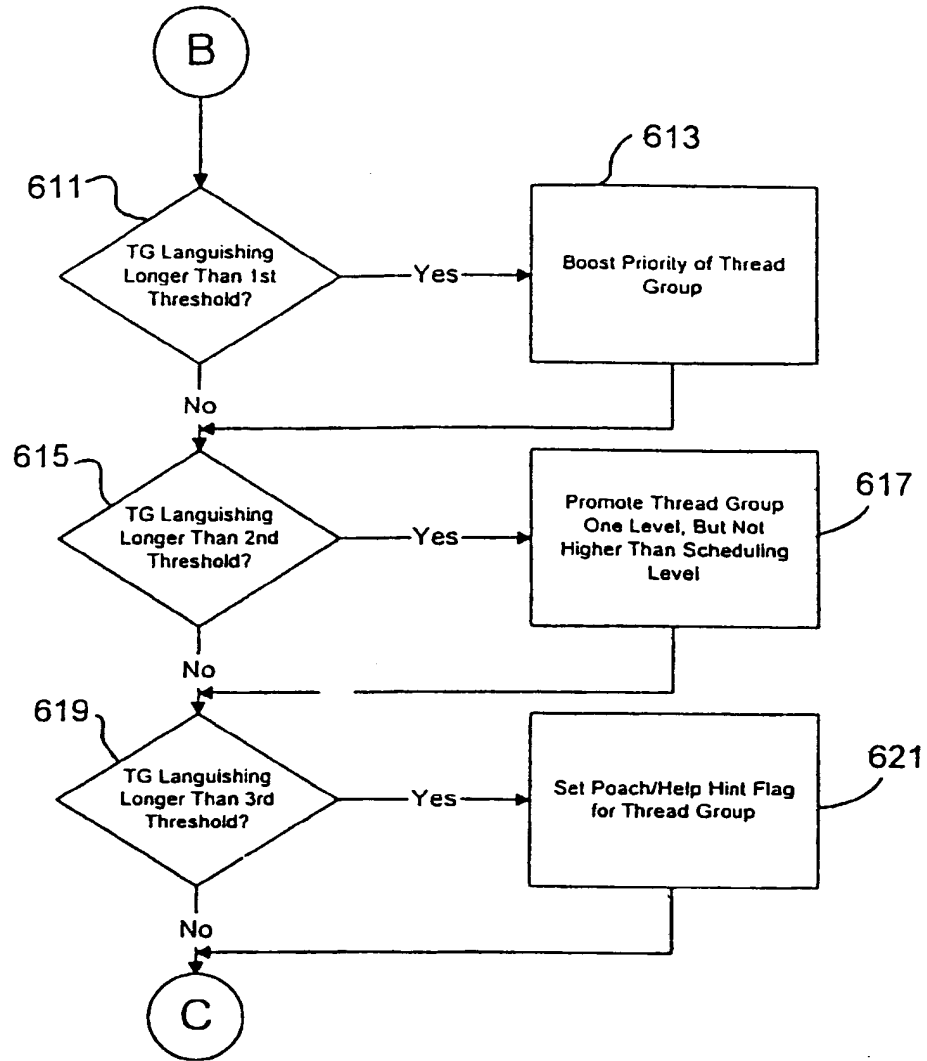 B
613
611
TG Languishing
Longer Than 1st
Threshold?
Yes
Boost Priority of Thread
Group
No
615
617
TG Languishing
Longer Than 2nd
Threshold?
Yes
Promote Thread Group
One Level, But Not
Higher Than Scheduling
Level
No
619
621
TG Languishing
Longer Than 3rd
Threshold?
Yes
Set Poach/Help Hint Flag
for Thread Group
No
C